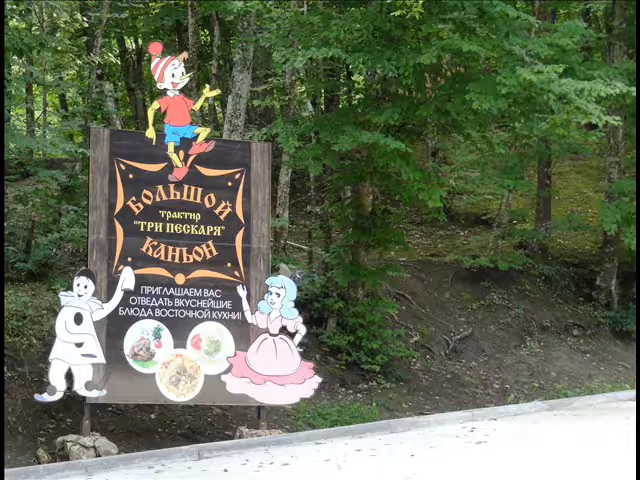 БОЛЬШОЙ
трактир
"ТРИ ПЕСКАРЯ"
КАНЬОН
ПРИГЛАШАЕМ ВАС
ОТВЕДАТЬ ВКУСНЕЙШИЕ
БЛЮДА ВОСТОЧНОЙ КУХНИ!